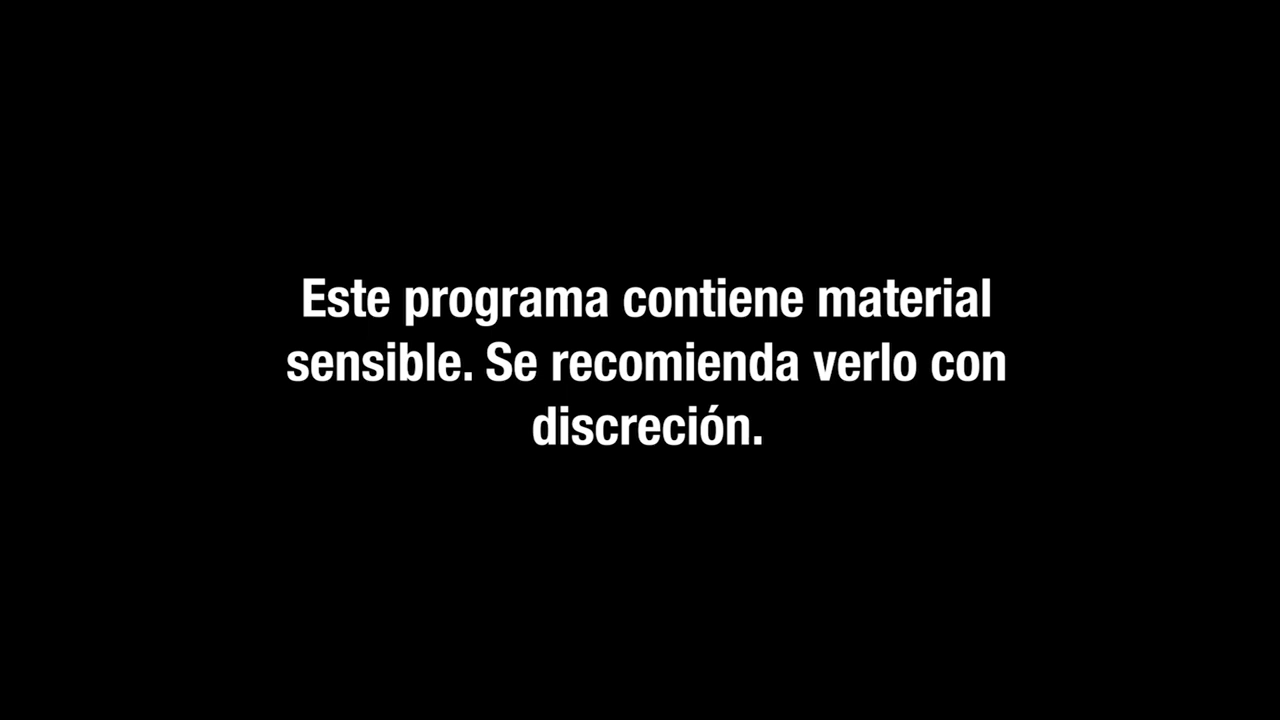 Este programa contiene material
sensible. Se recomienda verlo con
discreción.